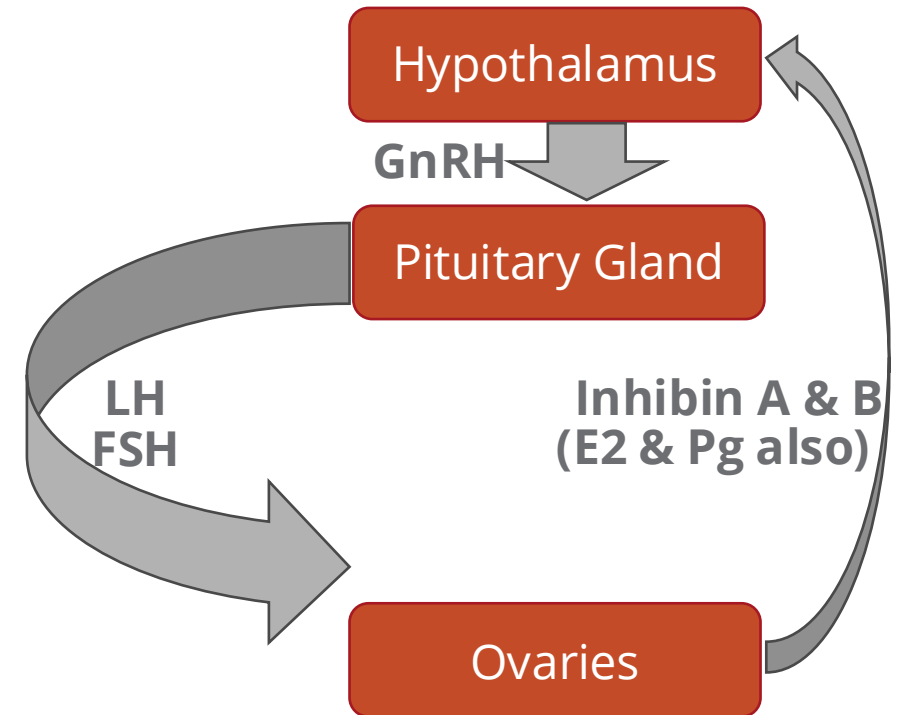 Hypothalamus
GnRH
Pituitary Gland
LH
FSH
Inhibin A & B
(E2 & Pg also)
Ovaries